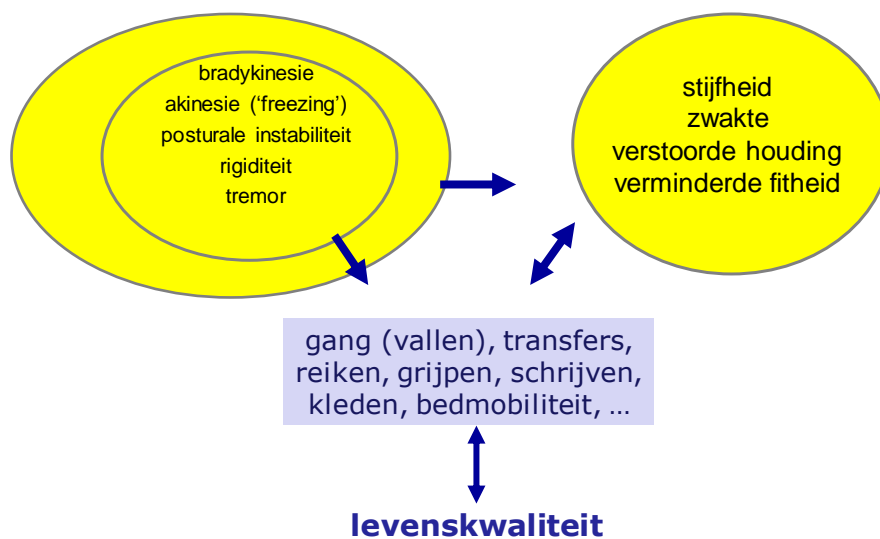 bradykinesie
akinesie (‘freezing’)
posturale instabiliteit
rigiditeit
tremor
stijfheid
zwakte
verstoorde houding
verminderde fitheid
gang (vallen), transfers,
reiken, grijpen, schrijven,
kleden, bedmobiliteit, ...
levenskwaliteit